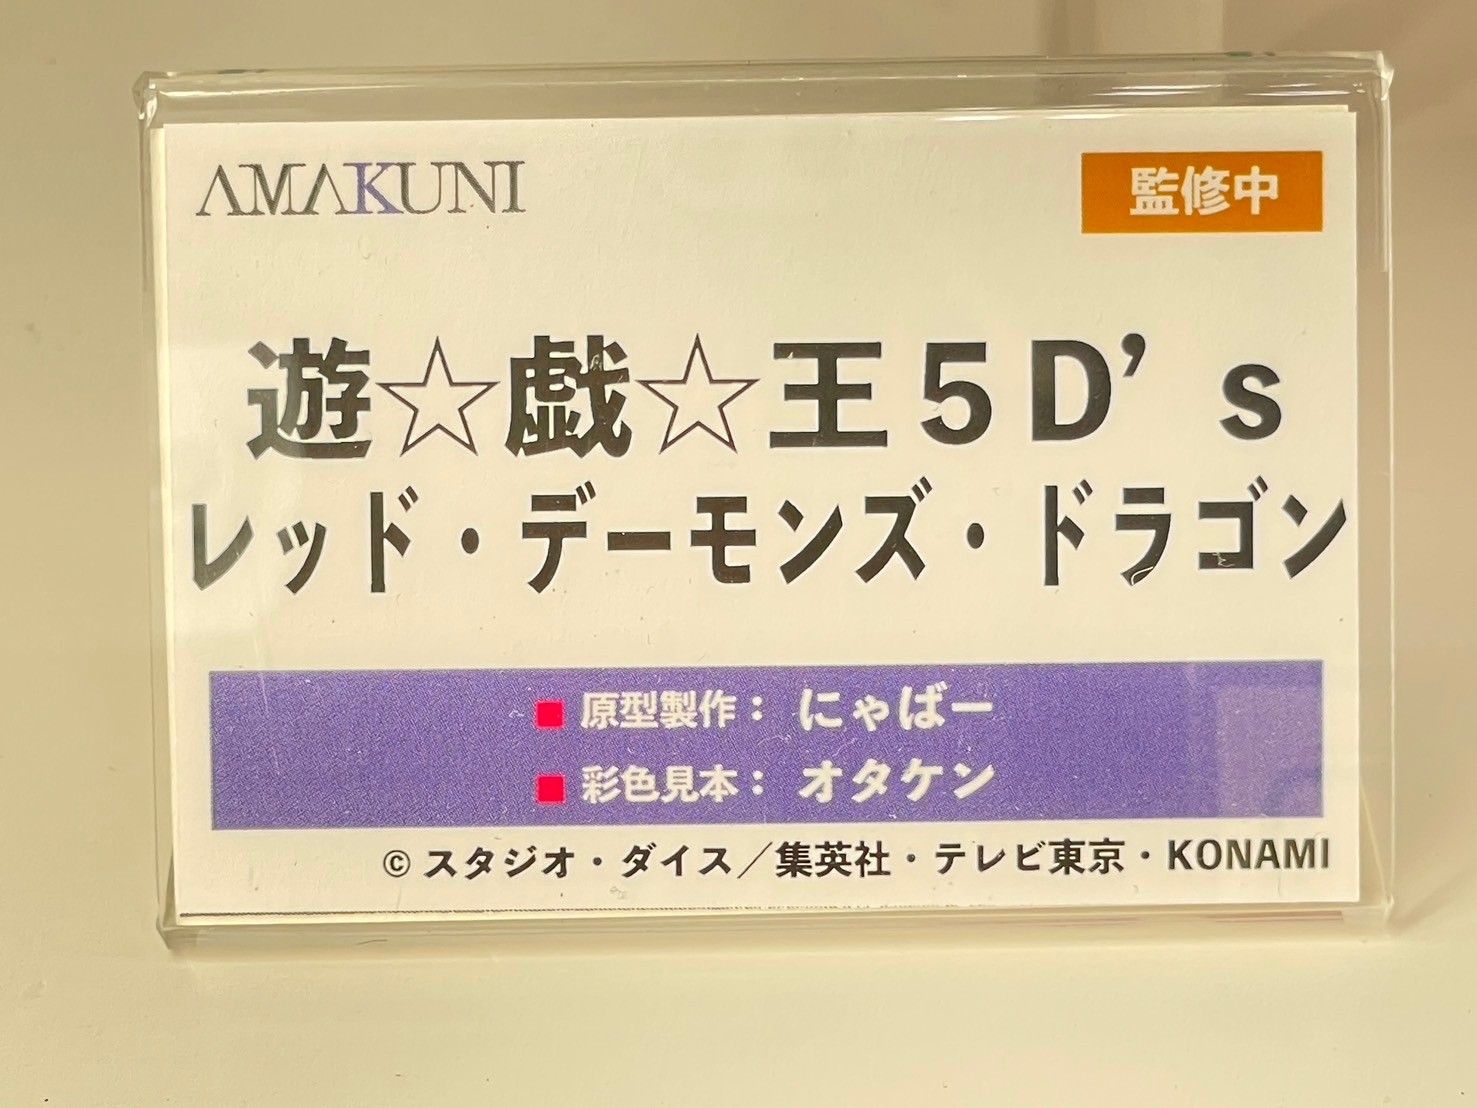 AMAKUNI
監修中
遊☆戯☆王５Ｄ’ｓ
レッド・デーモンズ・ドラゴン
■ 原型製作： にゃばー
■ 彩色見本： オタケン
© スタジオ・ダイス／集英社・テレビ東京・KONAMI